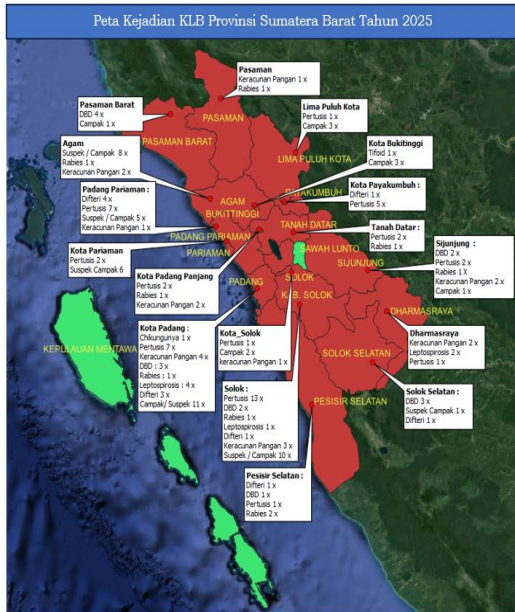 Peta Kejadian KLB Provinsi Sumatera Barat Tahun 2025
Pasaman
Keracunan Pangan 1 x
Rabies 1 x
Pasaman Barat
DBD 4 x
Campak 1 x
PASAMAN
Lima Puluh Kota
Pertusis 1 x
Campak 3 x
PASAMAN BARAT
Agam
Suspek / Campak 8 x
Rabies 1 x
Keracunan Pangan 2 x
Kota Bukitinggi
Tifoid 1 x
Campak 3 x
LIMA PULUH KOTA
Padang Pariaman :
Difteri 4 x
Pertusis 7 x
Suspek / Campak 5 x
Keracunan Pangan 1 x
PAYAKUMBUH
Kota Payakumbuh :
Difteri 1 x
Pertusis 5 x
AGAM
BUKITTINGGI
TANAH DATAR
Tanah Datar :
Pertusis 2 x
Rabies 1 x
Kota Pariaman
Pertusis 2 x
Suspek Campak 6
PADANG PARIAMAN
PARIAMAN
SAWAH LUNTO
Sijunjung :
DBD 2 x
Pertusis 2 x
Rabies 1X
Keracunan Pangan 2 x
Campak 1 x
SIJUNJUNG
Kota Padang Panjang
Pertusis 2 x
Rabies 1 x
Keracunan Pangan 2 x
PADANG
SOLOK
KAB. SOLOK
KEPULAUAN MENTAWA
Kota Padang :
Chikungunya 1 x
Pertusis 7 x
Keracunan Pangan 4 x
DBD : 3 x
Rabies : 1 x
Leptospirosis : 4 x
Difteri 3 x
Campak/ Suspek 11 x
Kota_Solok
Pertusis 1 x
Campak 2 x
keracunan Pangan 1 x
DHARMASRAYA
Dharmasraya
Keracunan Pangan 2 x
Leptospirosis 2 x
Pertusis 1 x
SOLOK SELATAN
Solok :
Pertusis 13 x
DBD 2 x
Rabies 1 x
Leptospirosis 1 x
Difteri 1 x
Keracunan Pangan 3 x
Suspek / Campak 10 x
Solok Selatan :
DBD 3 x
Suspek Campak 1 x
Difteri 1 x
PESISIR SELATAN
Pesisir Selatan :
Difteri 1 x
DBD 1 x
Pertusis 1 x
Rabies 2 x